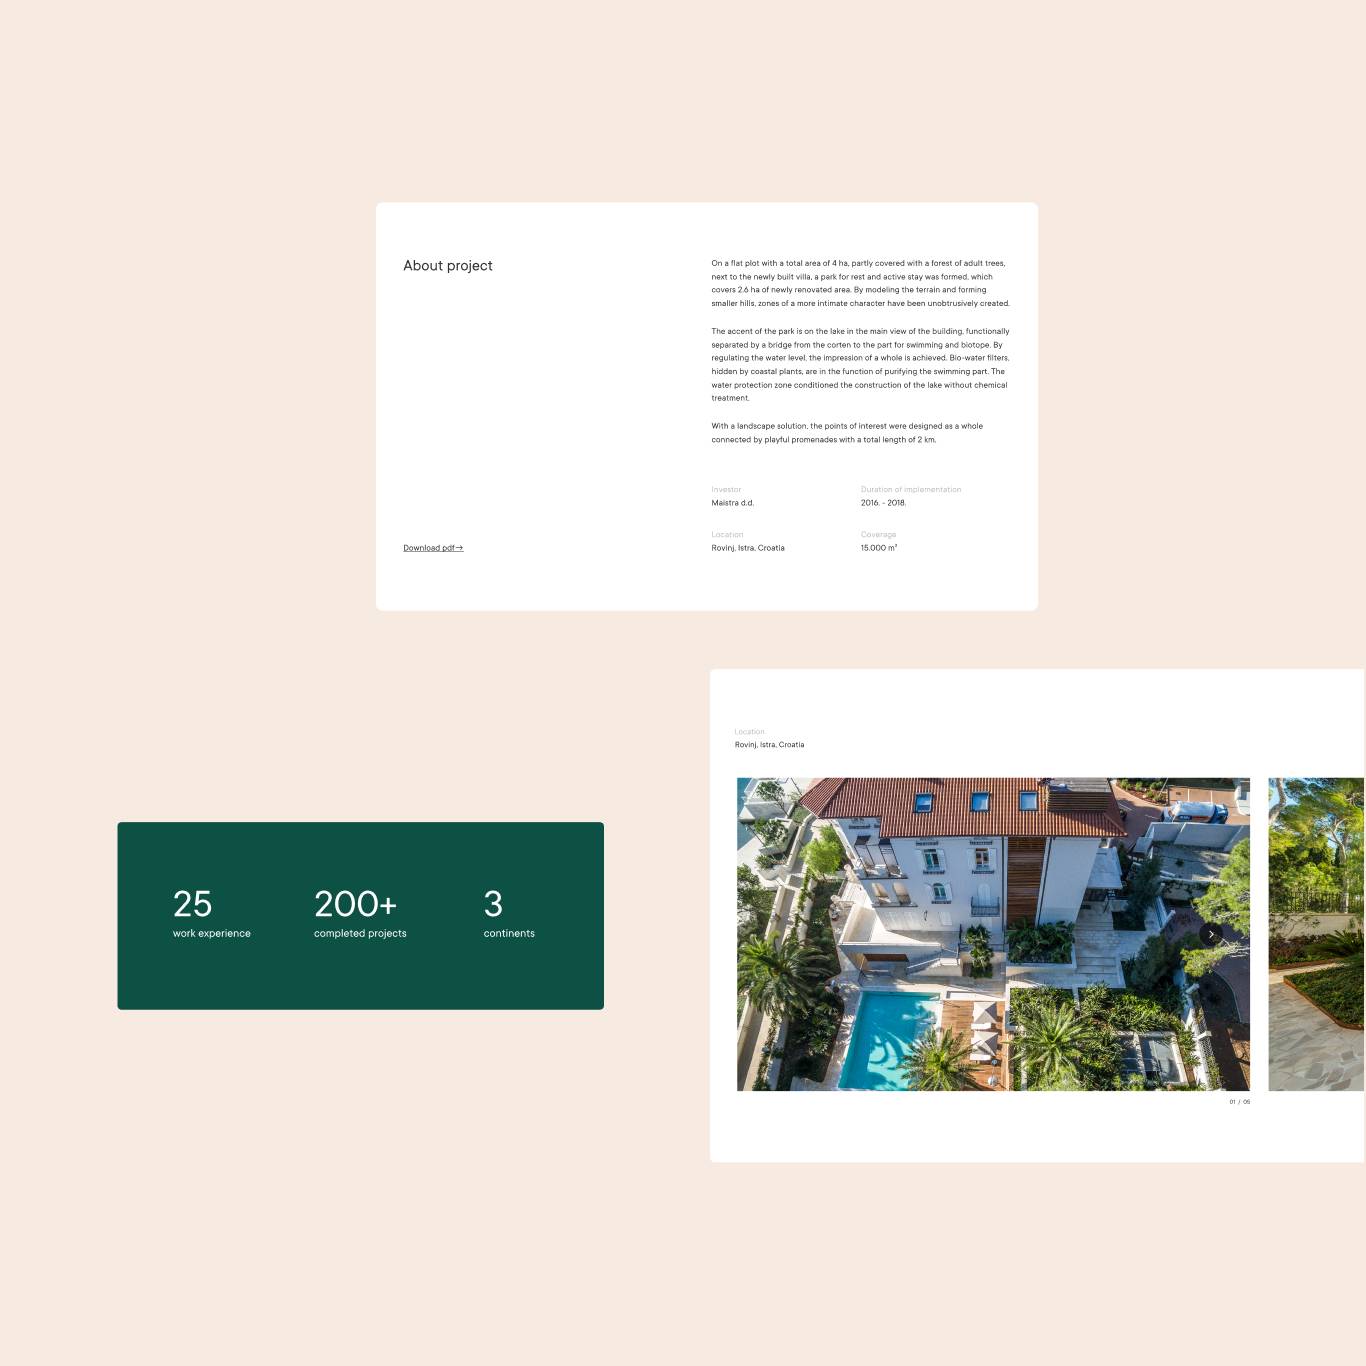 About project
On a flat plot with a total area of 4 ha, partly covered with a forest of adult trees,
next to the newly built villa, a park for rest and active stay was formed, which
covers 2.6 ha of newly renovated area. By modeling the terrain and forming
smaller hills, zones of a more intimate character have been unobtrusively created.
The accent of the park is on the lake in the main view of the building, functionally
separated by a bridge from the corten to the part for swimming and biotope. By
regulating the water level, the impression of a whole is achieved. Bio-water filters,
hidden by coastal plants, are in the function of purifying the swimming part. The
water protection zone conditioned the construction of the lake without chemical
treatment.
With a landscape solution, the points of interest were designed as a whole
connected by playful promenades with a total length of 2 km.
Investor
Maistra d.d.
Duration of implementation
2016. - 2018.
Location
Rovinj, Istra, Croatia
Coverage
15.000 m²
Download pdf→
Location
Rovinj, Istra, Croatia
01 / 05
25
work experience
200+
completed projects
3
continents